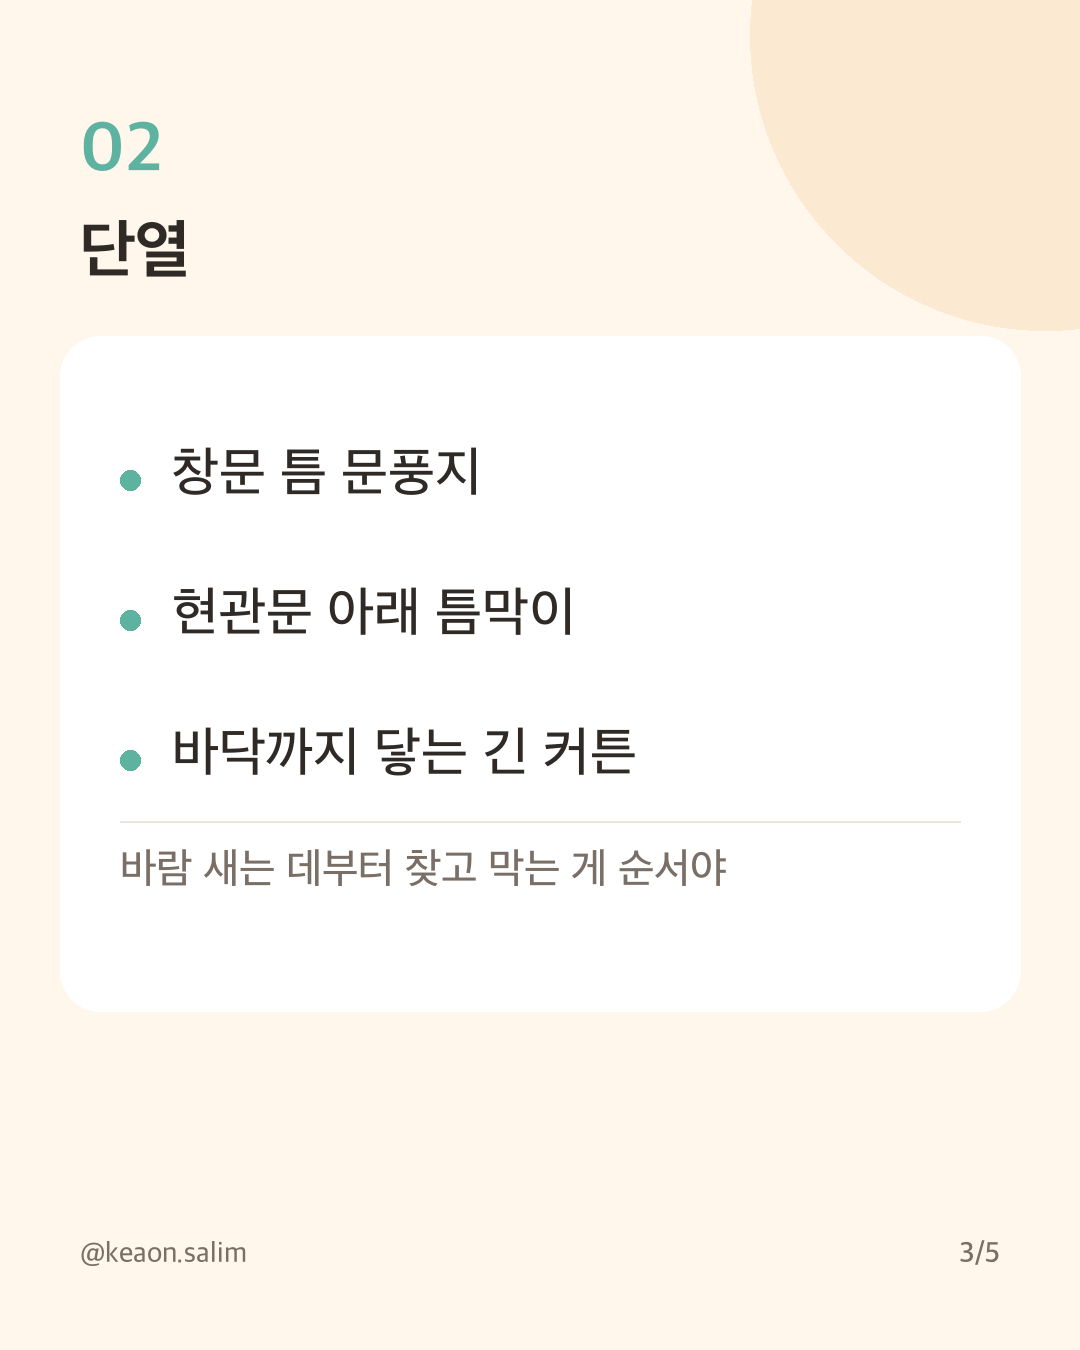 02
단열
창문 틈 문풍지
현관문 아래 틈막이
바닥까지 닿는 긴 커튼
바람 새는 데부터 찾고 막는 게 순서야
@keaon.salim
3/5